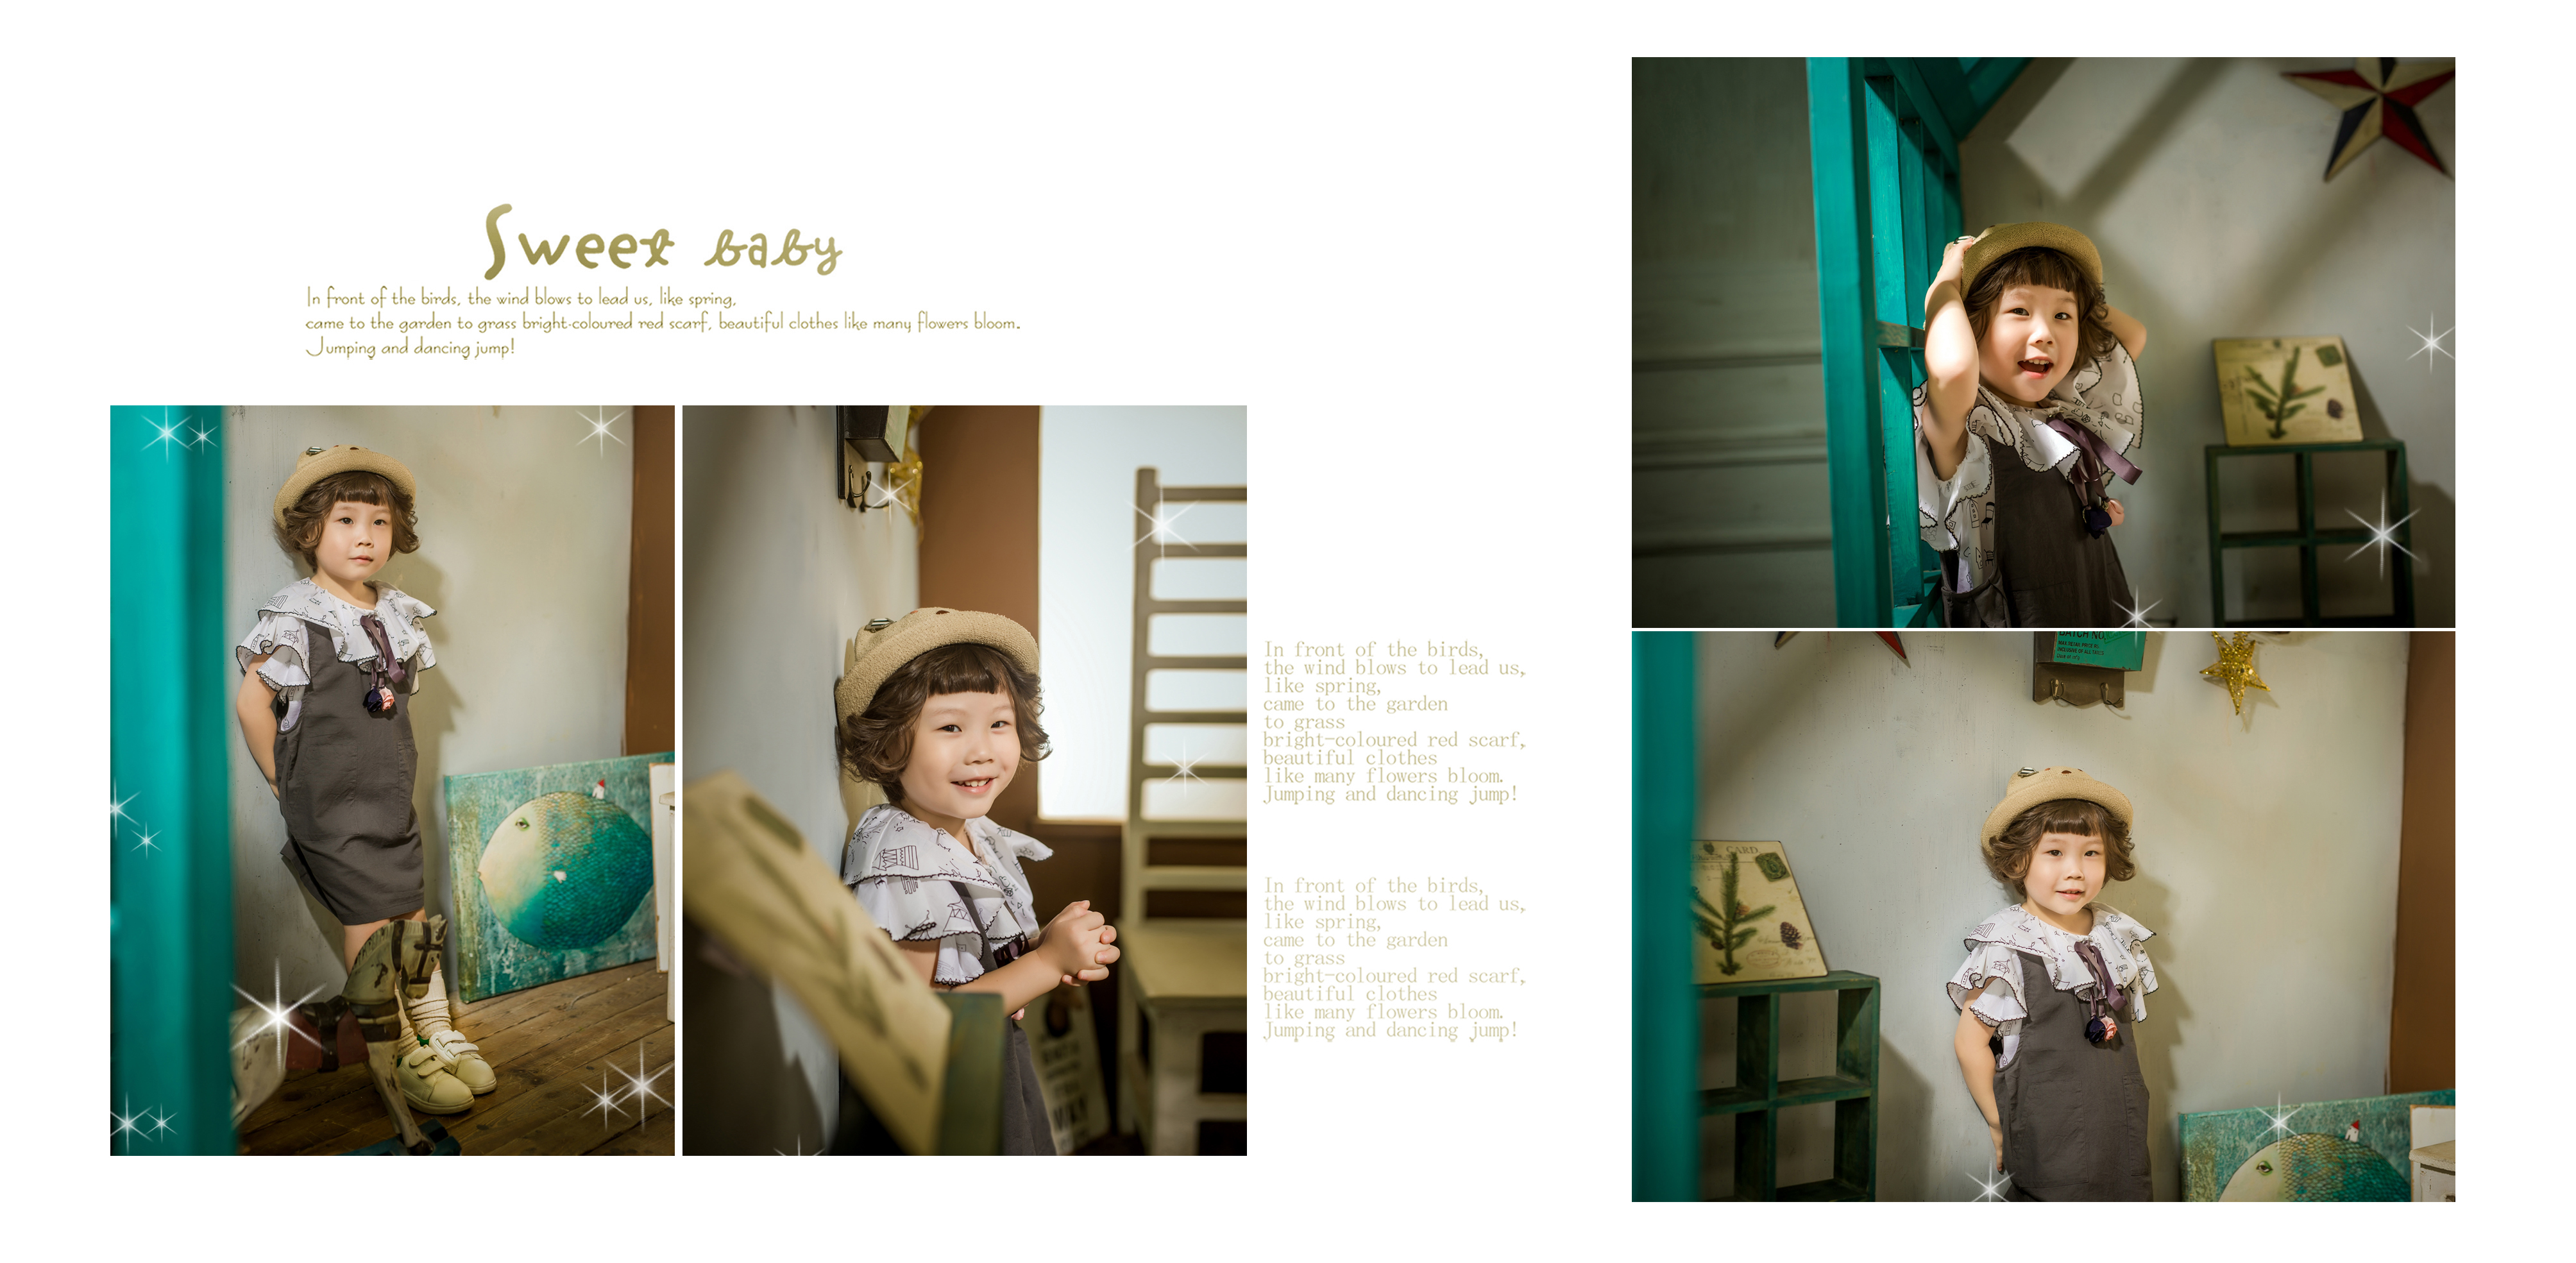 Sweet baby
In front of the birds, the wind blows to lead us, like spring,
came to the garden to grass bright-coloured red scarf, beautiful clothes like many flowers bloom.
Jumping and dancing jump!
In front of the birds,
the wind blows to lead us,
like spring,
came to the garden
to grass
bright-coloured red scarf,
beautiful clothes
like many flowers bloom.
Jumping and dancing jump!
In front of the birds,
the wind blows to lead us,
like spring,
came to the garden
to grass
bright-coloured red scarf,
beautiful clothes
like many flowers bloom.
Jumping and dancing jump!
BATCH NO.
CARD